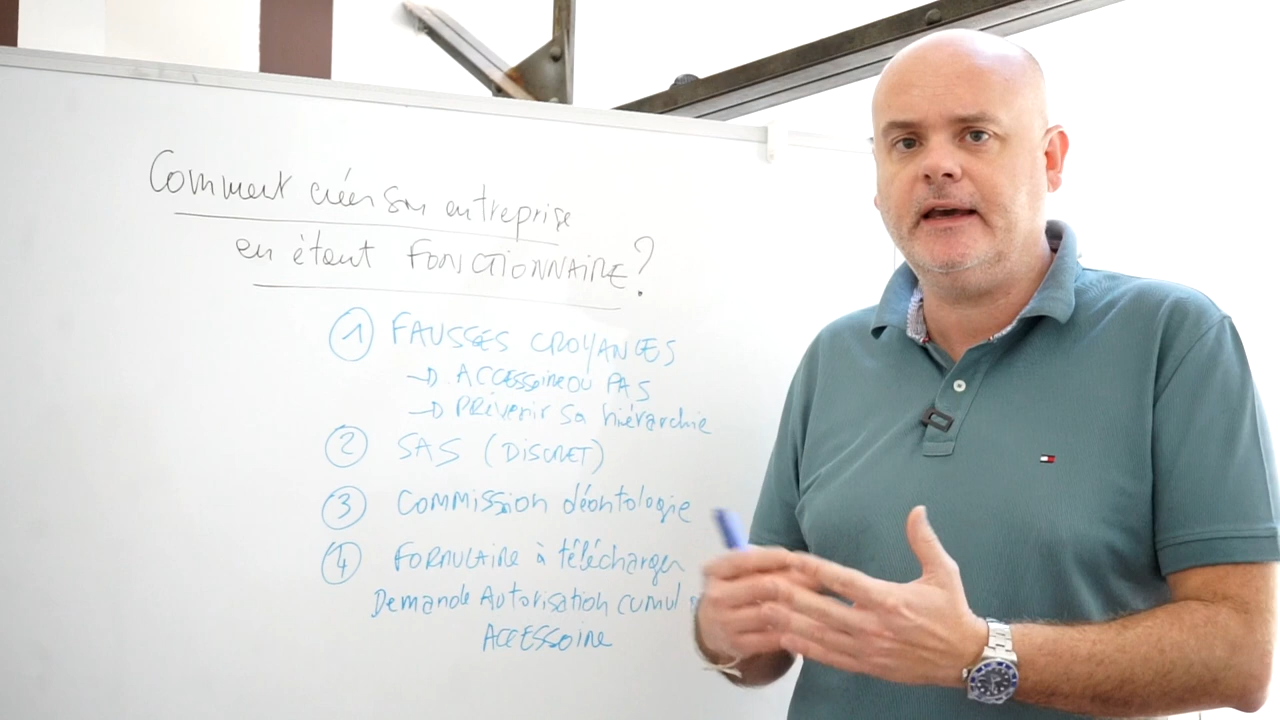 Comment créer son entreprise
en étant FONCTIONNAIRE?
1 FAUSSES CROYANCES
→ ACCESSOIRE OU PAS
→ PRÉVENIR SA hiérarchie
2 SAS (DISCRET)
3 COMMISSION déontologie
4 FORMULAIRE à télécharger
Demande Autorisation cumul
ACCESSOIRE